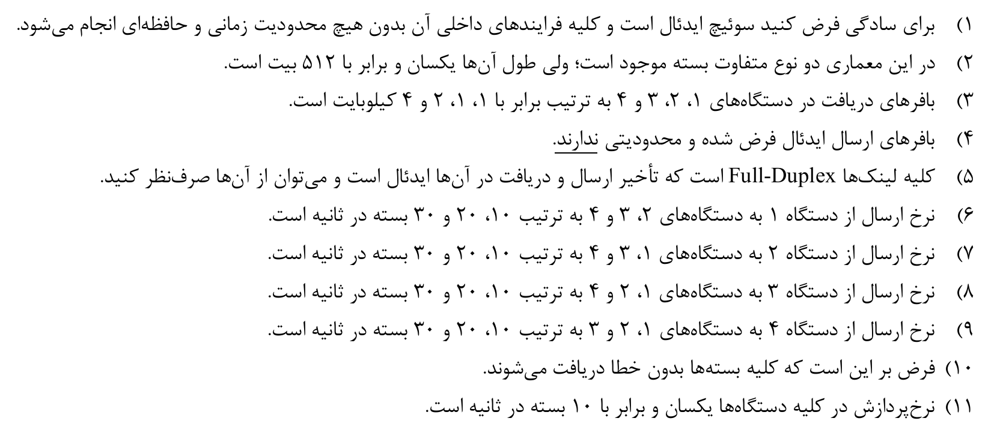 ۱) برای سادگی فرض کنید سوئیچ ایدئال است و کلیه فرایندهای داخلی آن بدون هیچ محدودیت زمانی و حافظه‌ای انجام می‌شود.
۲) در این معماری دو نوع متفاوت بسته موجود است؛ ولی طول آن‌ها یکسان و برابر با ۵۱۲ بیت است.
۳) بافرهای دریافت در دستگاه‌های ۱، ۲، ۳ و ۴ به ترتیب برابر با ۱، ۱، ۲ و ۴ کیلوبایت است.
۴) بافرهای ارسال ایدئال فرض شده و محدودیتی ندارند.
۵) کلیه لینک‌ها Full-Duplex است که تأخیر ارسال و دریافت در آن‌ها ایدئال است و می‌توان از آن‌ها صرف‌نظر کنید.
۶) نرخ ارسال از دستگاه ۱ به دستگاه‌های ۲، ۳ و ۴ به ترتیب ۱۰، ۲۰ و ۳۰ بسته در ثانیه است.
۷) نرخ ارسال از دستگاه ۲ به دستگاه‌های ۱، ۳ و ۴ به ترتیب ۱۰، ۲۰ و ۳۰ بسته در ثانیه است.
۸) نرخ ارسال از دستگاه ۳ به دستگاه‌های ۱، ۲ و ۴ به ترتیب ۱۰، ۲۰ و ۳۰ بسته در ثانیه است.
۹) نرخ ارسال از دستگاه ۴ به دستگاه‌های ۱، ۲ و ۳ به ترتیب ۱۰، ۲۰ و ۳۰ بسته در ثانیه است.
۱۰) فرض بر این است که کلیه بسته‌ها بدون خطا دریافت می‌شوند.
۱۱) نرخ‌پردازش در کلیه دستگاه‌ها یکسان و برابر با ۱۰ بسته در ثانیه است.